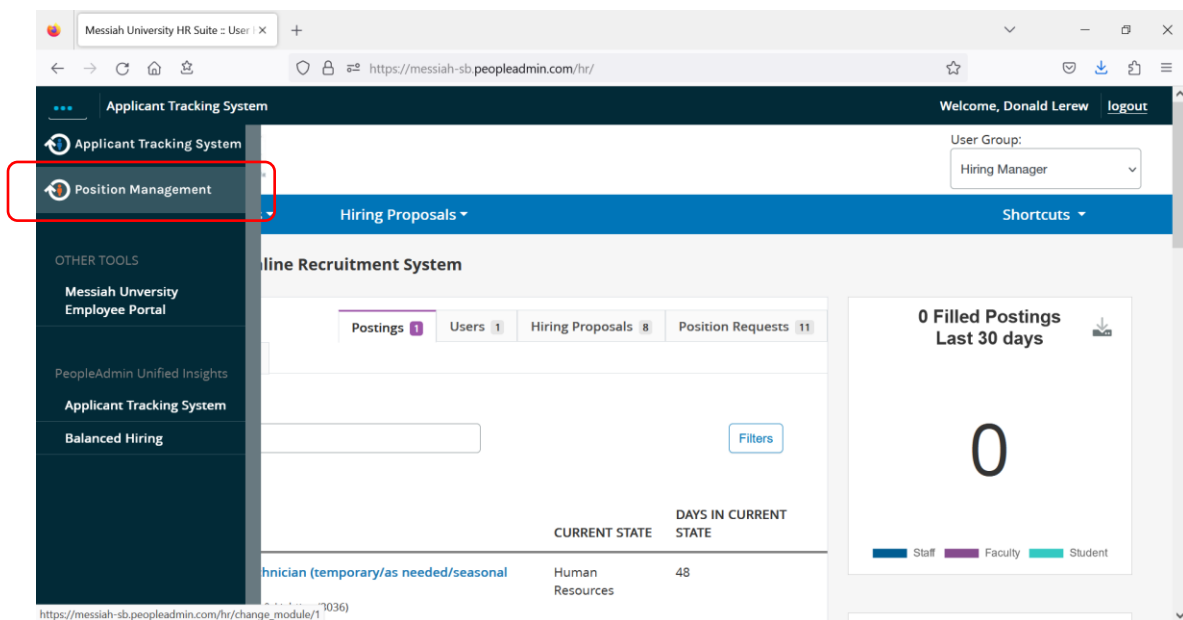 Messiah University HR Suite :: User
https://messiah-sb.peopleadmin.com/hr/
Applicant Tracking System
Welcome, Donald Lerew
logout
Applicant Tracking System
User Group:
Hiring Manager
Position Management
Hiring Proposals
Shortcuts
OTHER TOOLS
line Recruitment System
Messiah Unversity
Employee Portal
Postings 1
Users 1
Hiring Proposals 8
Position Requests 11
0 Filled Postings
Last 30 days
PeopleAdmin Unified Insights
Applicant Tracking System
Balanced Hiring
Filters
0
CURRENT STATE
DAYS IN CURRENT
STATE
Staff
Faculty
Student
hnician (temporary/as needed/seasonal
Human
Resources
48
https://messiah-sb.peopleadmin.com/hr/change_module/1